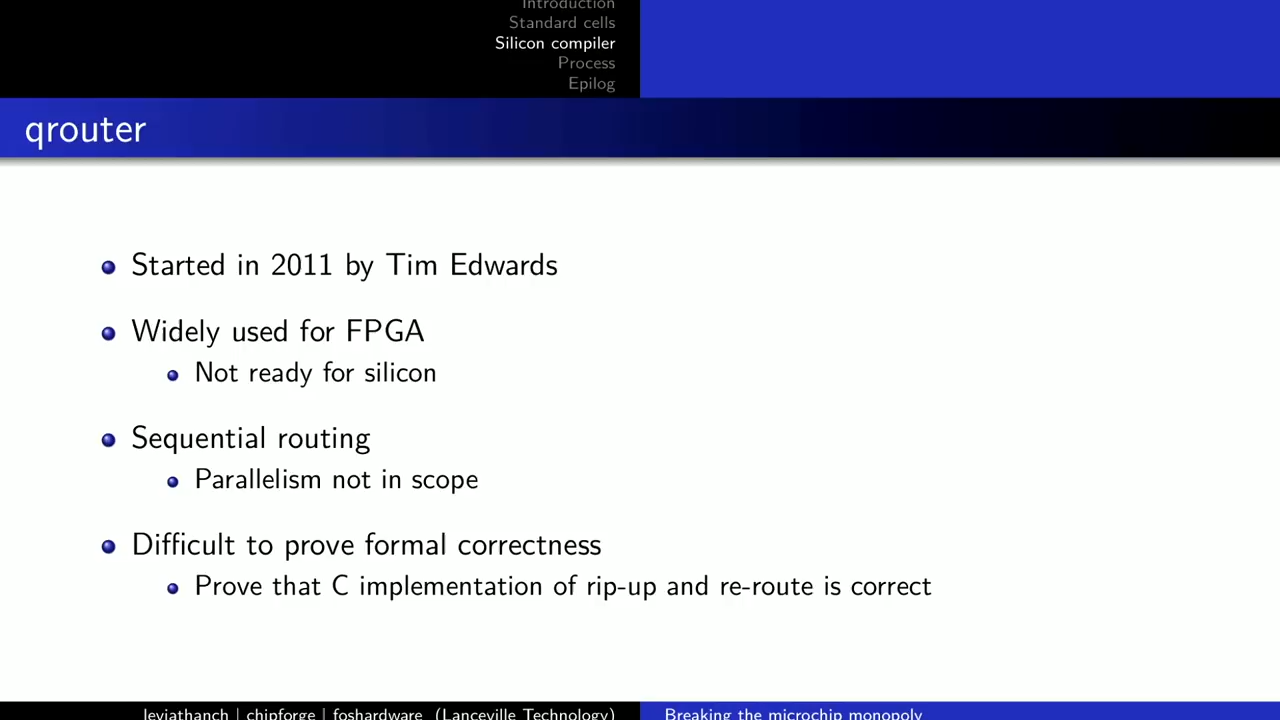 Introduction
Standard cells
Silicon compiler
Process
Epilog
qrouter
Started in 2011 by Tim Edwards
Widely used for FPGA
Not ready for silicon
Sequential routing
Parallelism not in scope
Difficult to prove formal correctness
Prove that C implementation of rip-up and re-route is correct
leviathanch | chipforge | foshardware (Lanceville Technology)
Breaking the microchip monopoly